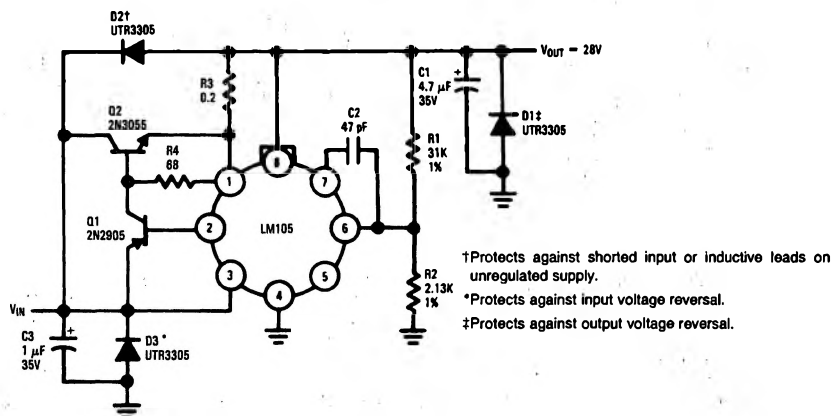 D2†
UTR3305
VOUT – 28V
R3
0.2
C1
4.7 µF
35V
+
D1‡
UTR3305
Q2
2N3055
C2
47 pF
R1
31K
1%
R4
68
1
8
7
Q1
2N2905
2
LM105
6
3
4
5
R2
2.13K
1%
†Protects against shorted input or inductive leads on
unregulated supply.
*Protects against input voltage reversal.
‡Protects against output voltage reversal.
VIN
C3
1 µF
35V
+
D3*
UTR3305